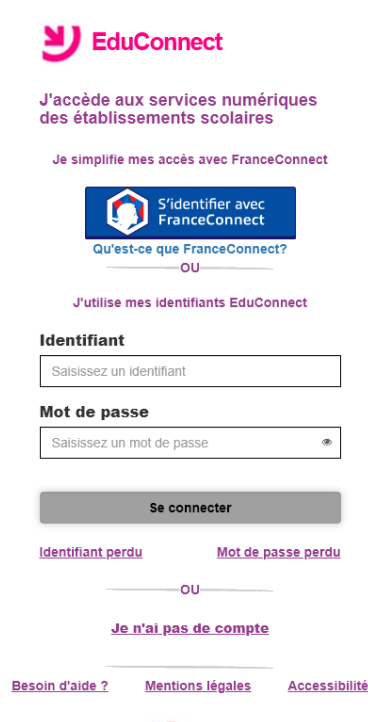 EduConnect
J'accède aux services numériques
des établissements scolaires
Je simplifie mes accès avec FranceConnect
S'identifier avec
FranceConnect
Qu'est-ce que FranceConnect?
OU
J'utilise mes identifiants EduConnect
Identifiant
Saisissez un identifiant
Mot de passe
Saisissez un mot de passe
Se connecter
Identifiant perdu Mot de passe perdu
OU
Je n'ai pas de compte
Besoin d'aide ? Mentions légales Accessibilité